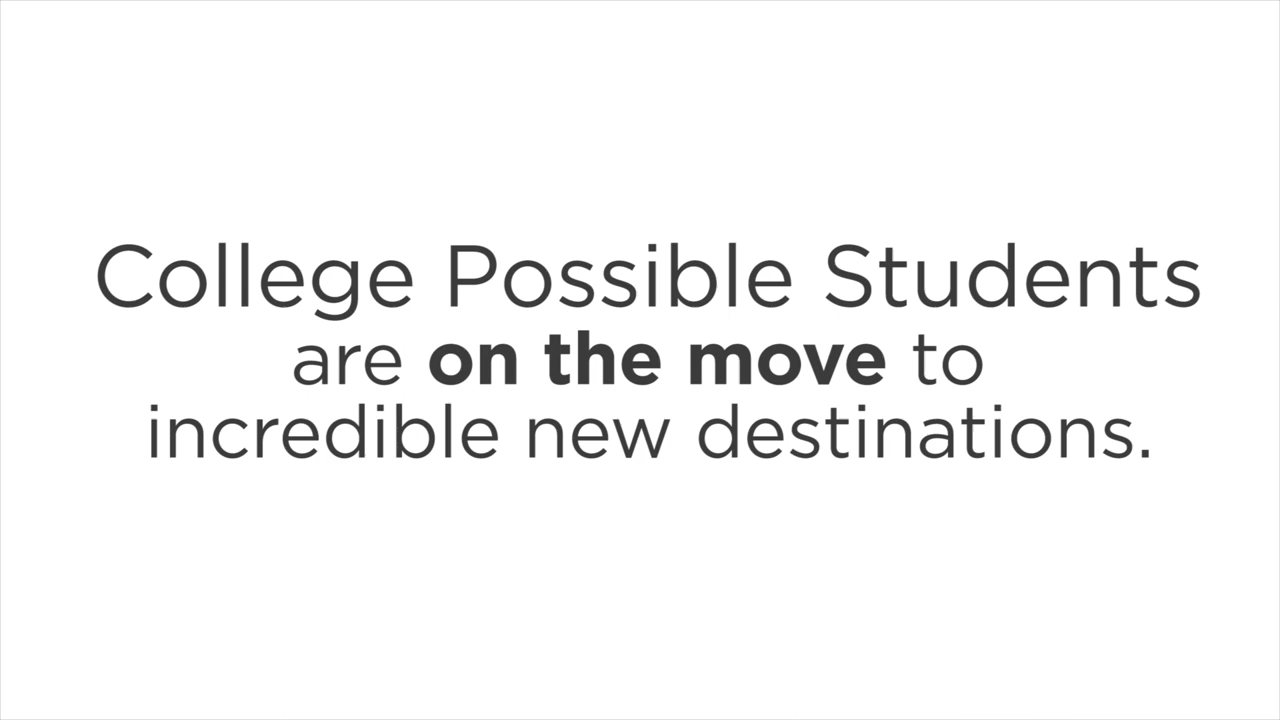 College Possible Students
are on the move to
incredible new destinations.